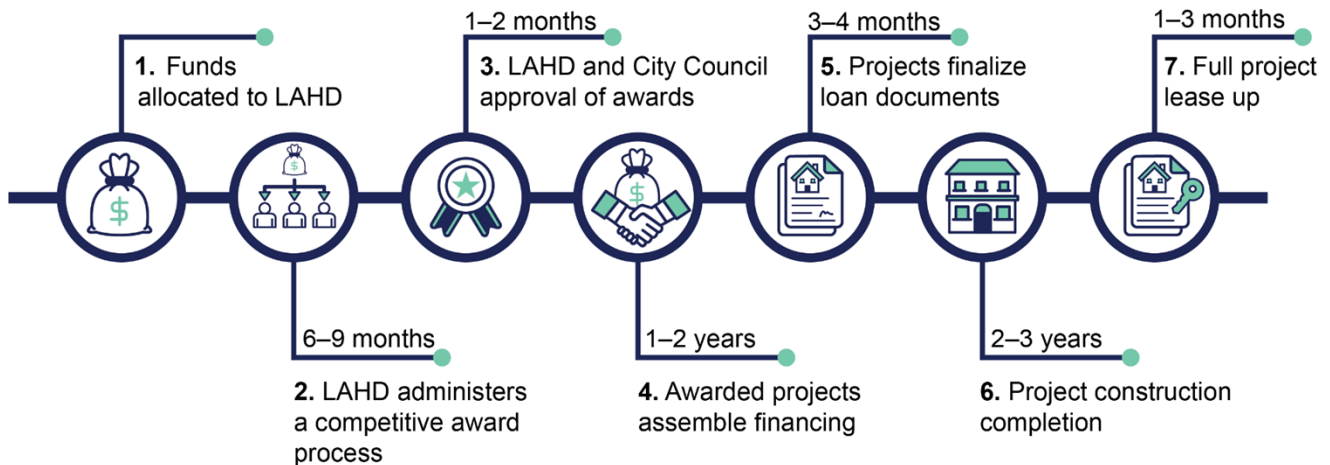 1. Funds
allocated to LAHD
$
6–9 months
$
2. LAHD administers
a competitive award
process
1–2 months
3. LAHD and City Council
approval of awards
1–2 years
$
4. Awarded projects
assemble financing
3–4 months
5. Projects finalize
loan documents
2–3 years
6. Project construction
completion
1–3 months
7. Full project
lease up